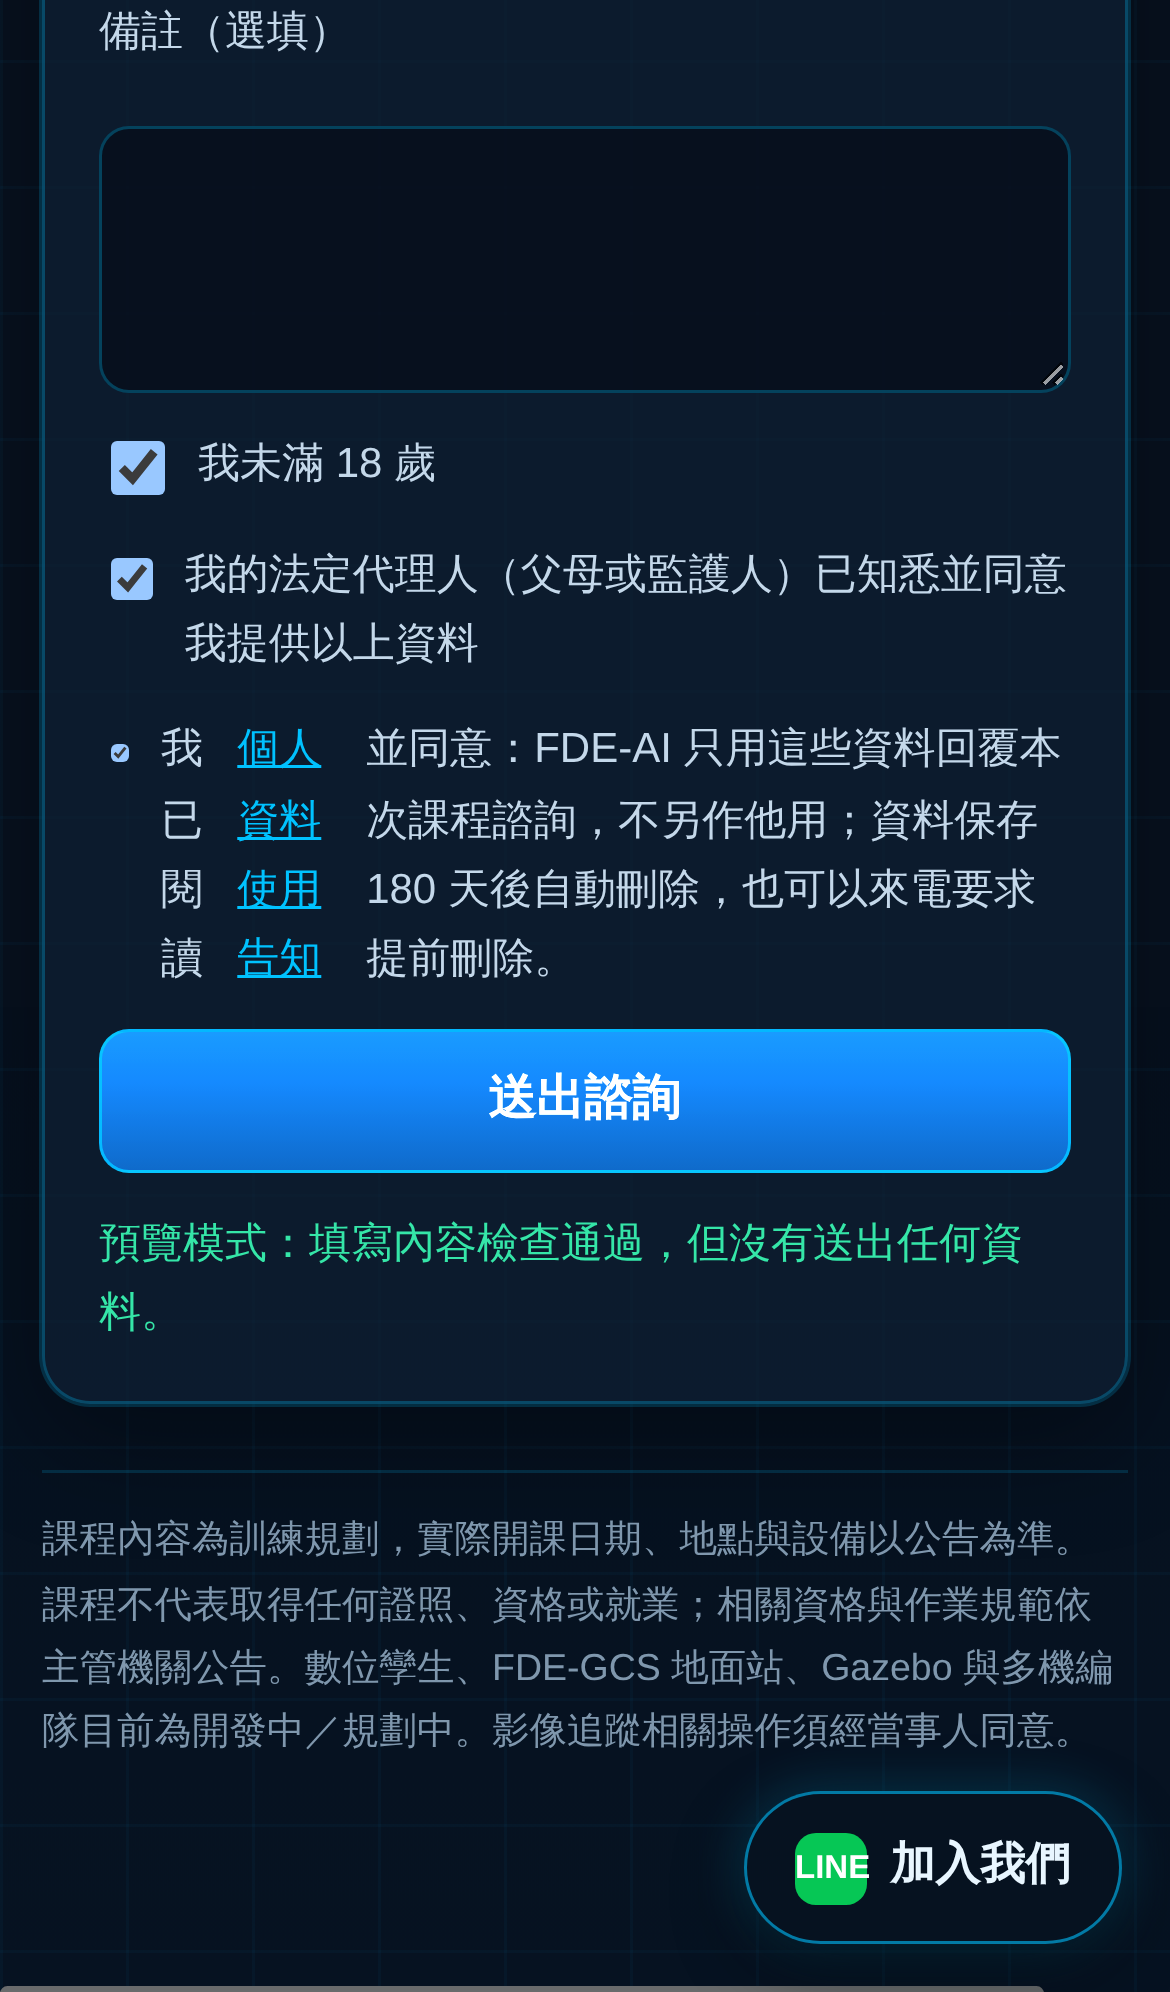 備註（選填）
我未滿 18 歲
我的法定代理人（父母或監護人）已知悉並同意
我提供以上資料
我 個人 並同意：FDE-AI 只用這些資料回覆本
已 資料 次課程諮詢，不另作他用；資料保存
閱 使用 180 天後自動刪除，也可以來電要求
讀 告知 提前刪除。
送出諮詢
預覽模式：填寫內容檢查通過，但沒有送出任何資
料。
課程內容為訓練規劃，實際開課日期、地點與設備以公告為準。
課程不代表取得任何證照、資格或就業；相關資格與作業規範依
主管機關公告。數位孿生、FDE-GCS 地面站、Gazebo 與多機編
隊目前為開發中／規劃中。影像追蹤相關操作須經當事人同意。
LINE 加入我們